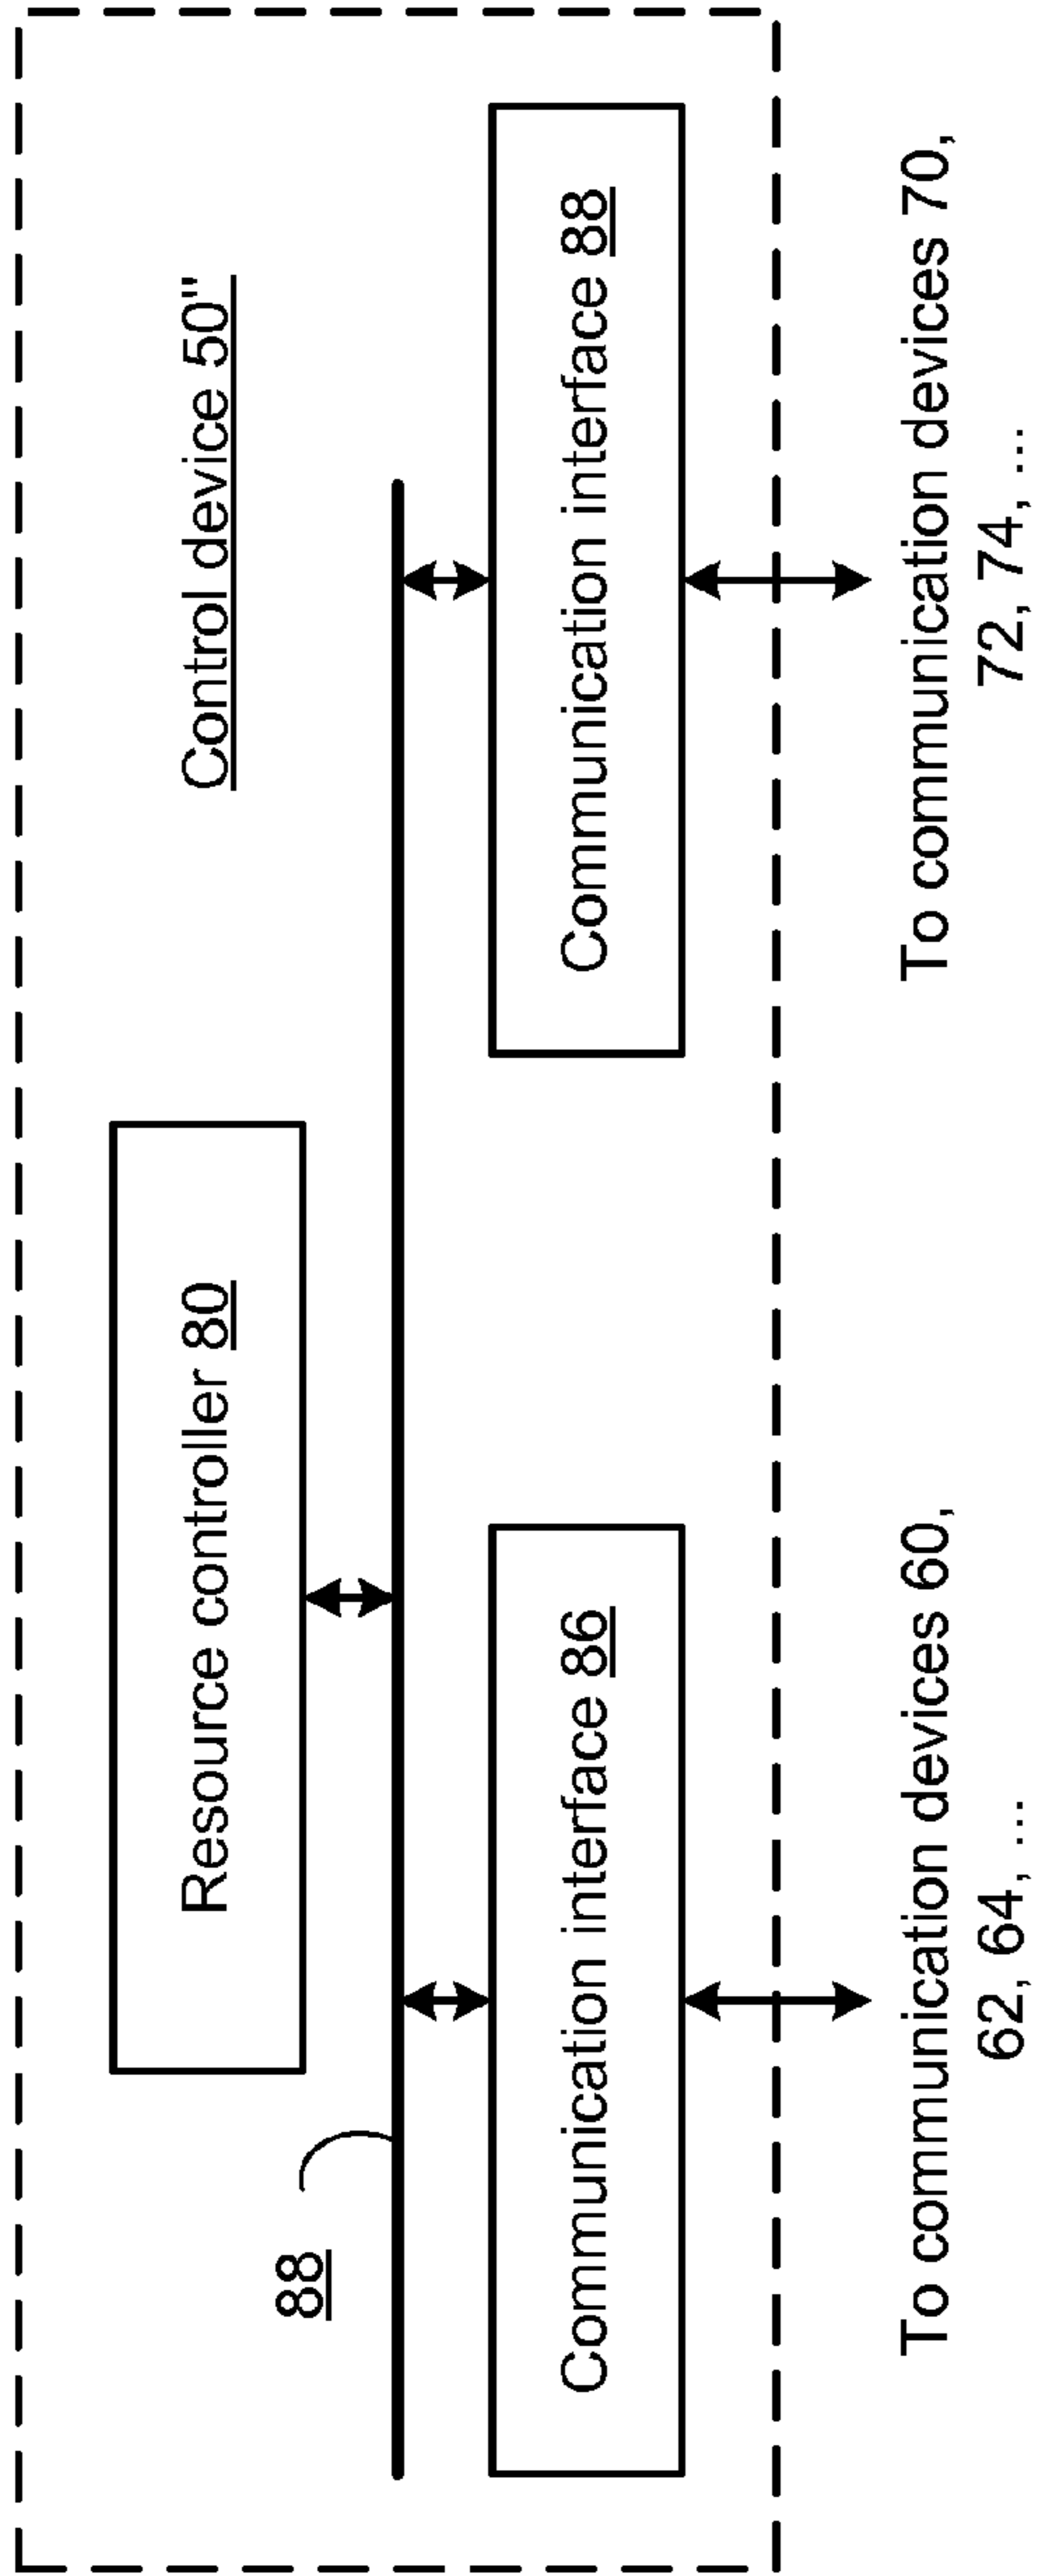 Control device 50"
Resource controller 80
88
Communication interface 86
Communication interface 88
To communication devices 60,
62, 64, ...
To communication devices 70,
72, 74, ...